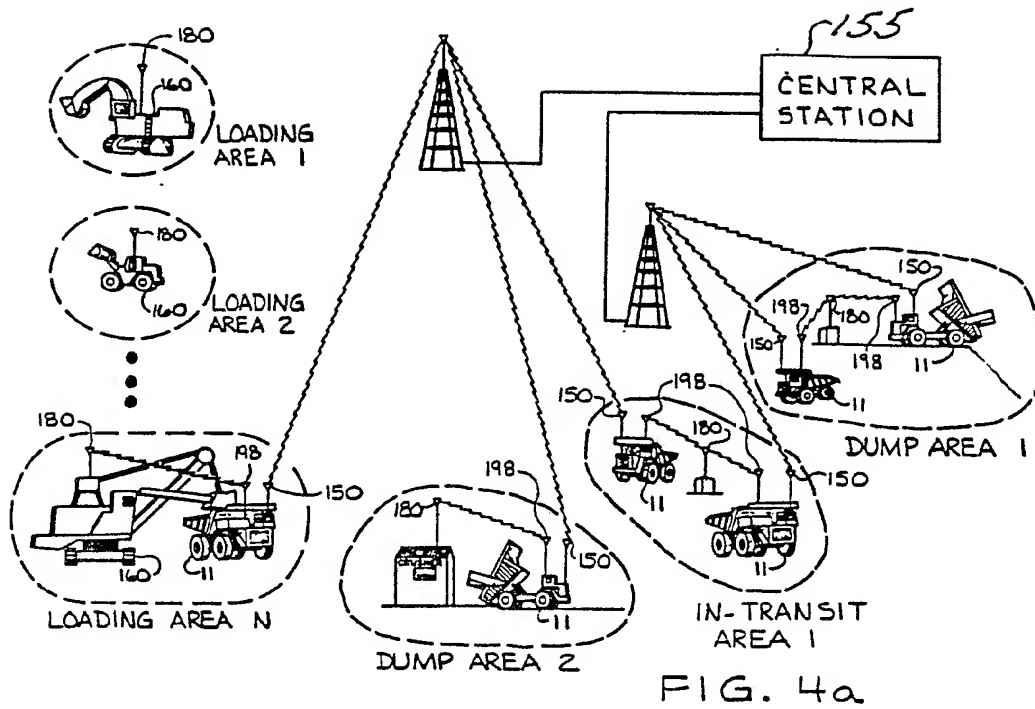 155
CENTRAL
STATION
180
160
LOADING
AREA 1
180
160
LOADING
AREA 2
180
198
150
160
11
LOADING AREA N
180
198
150
11
DUMP AREA 2
150
198
180
150
11
11
IN-TRANSIT
AREA 1
150
198
180
150
198
11
11
DUMP AREA 1
FIG. 4a